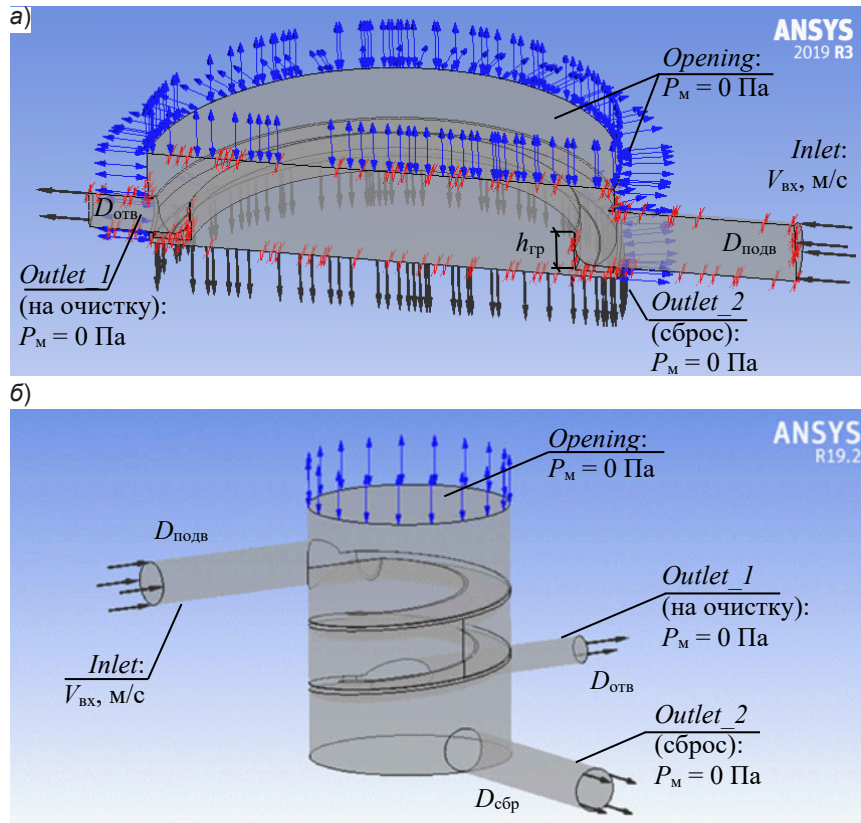 а)
ANSYS
2019 R3
Opening:
Pм = 0 Па
Inlet:
Vвх, м/с
Dотв
hгр
Dподв
Outlet_1
(на очистку):
Pм = 0 Па
Outlet_2
(сброс):
Pм = 0 Па
б)
ANSYS
R19.2
Opening:
Pм = 0 Па
Dподв
Outlet_1
(на очистку):
Pм = 0 Па
Inlet:
Vвх, м/с
Dотв
Outlet_2
(сброс):
Pм = 0 Па
Dсбр